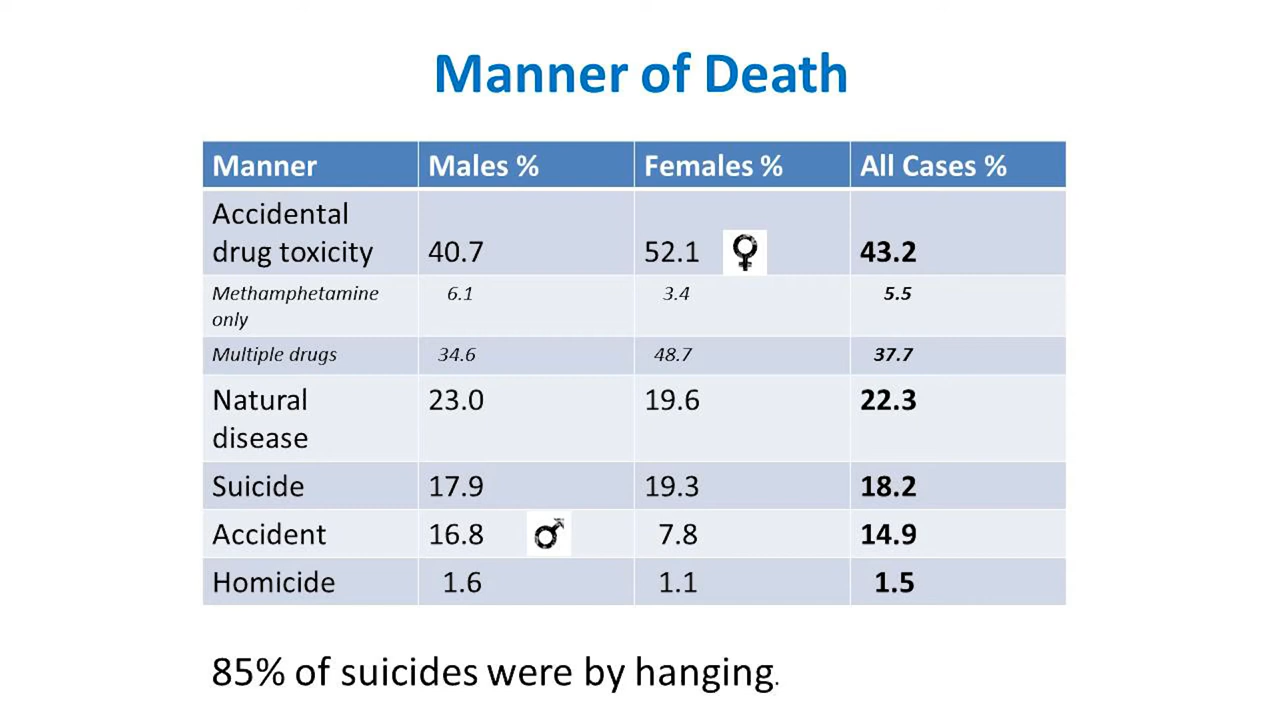 Manner of Death
Manner Males % Females % All Cases %
Accidental
drug toxicity 40.7 52.1 43.2
Methamphetamine 6.1 3.4 5.5
only
Multiple drugs 34.6 48.7 37.7
Natural 23.0 19.6 22.3
disease
Suicide 17.9 19.3 18.2
Accident 16.8 7.8 14.9
Homicide 1.6 1.1 1.5
85% of suicides were by hanging.